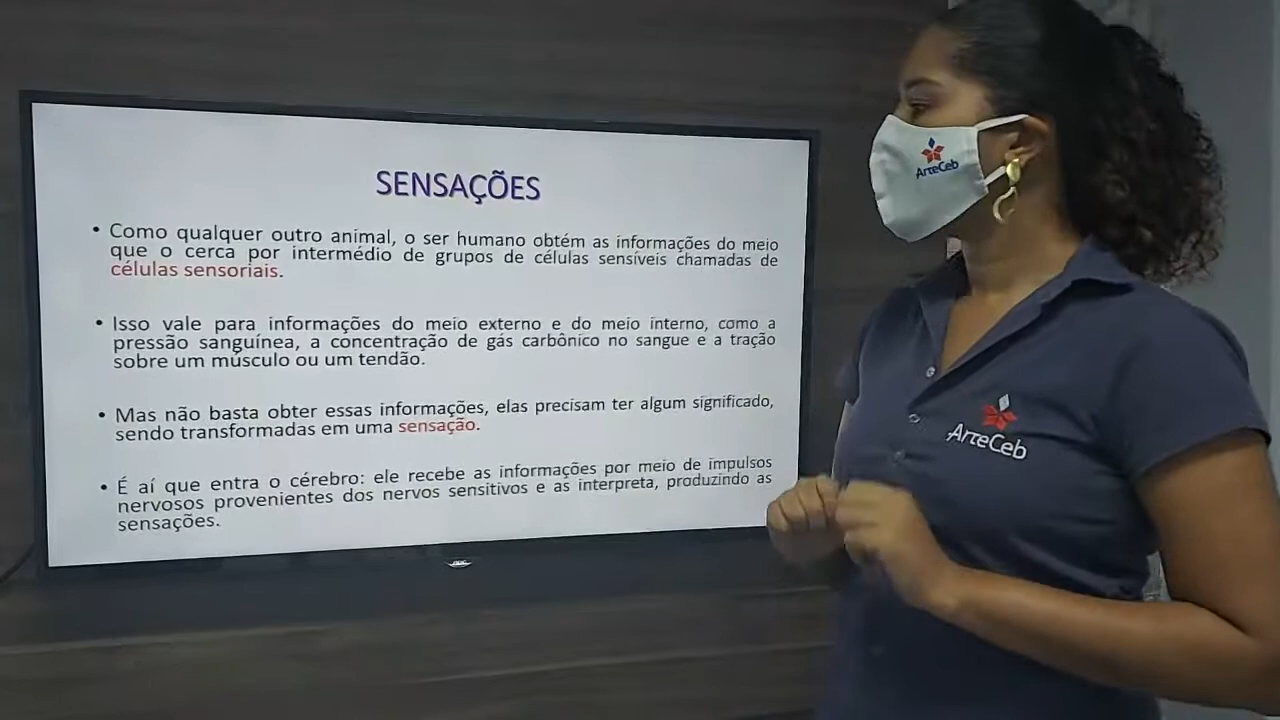 SENSAÇÕES
• Como qualquer outro animal, o ser humano obtém as informações do meio
que o cerca por intermédio de grupos de células sensíveis chamadas de
células sensoriais.
• Isso vale para informações do meio externo e do meio interno, como a
pressão sanguínea, a concentração de gás carbônico no sangue e a tração
sobre um músculo ou um tendão.
• Mas não basta obter essas informações, elas precisam ter algum significado,
sendo transformadas em uma sensação.
• É aí que entra o cérebro: ele recebe as informações por meio de impulsos
nervosos provenientes dos nervos sensitivos e as interpreta, produzindo as
sensações.
AOC
ArteCeb
ArteCeb